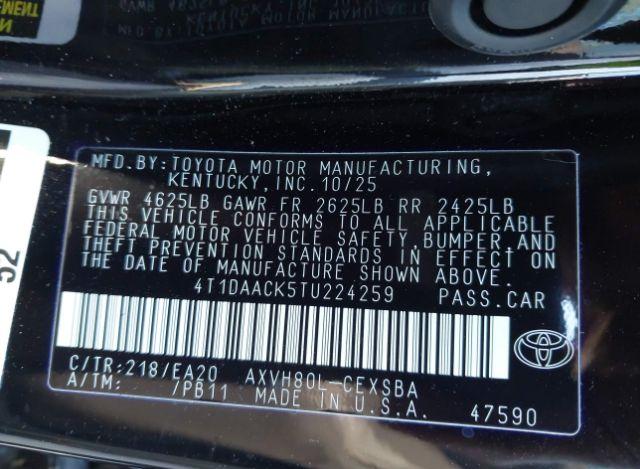 MFD.BY:TOYOTA MOTOR MANUFACTURING,
KENTUCKY,INC.10/25
GVWR 4625LB GAWR FR 2625LB RR 2425LB
THIS VEHICLE CONFORMS TO ALL APPLICABLE
FEDERAL MOTOR VEHICLE SAFETY,BUMPER,AND
THEFT PREVENTION STANDARDS IN EFFECT ON
THE DATE OF MANUFACTURE SHOWN ABOVE.
4T1DAACK5TU224259 PASS.CAR
C/TR:218/EA20 AXVH80L-CEXSBA
A/TM: /PB11 MADE IN U.S.A. 47590
52